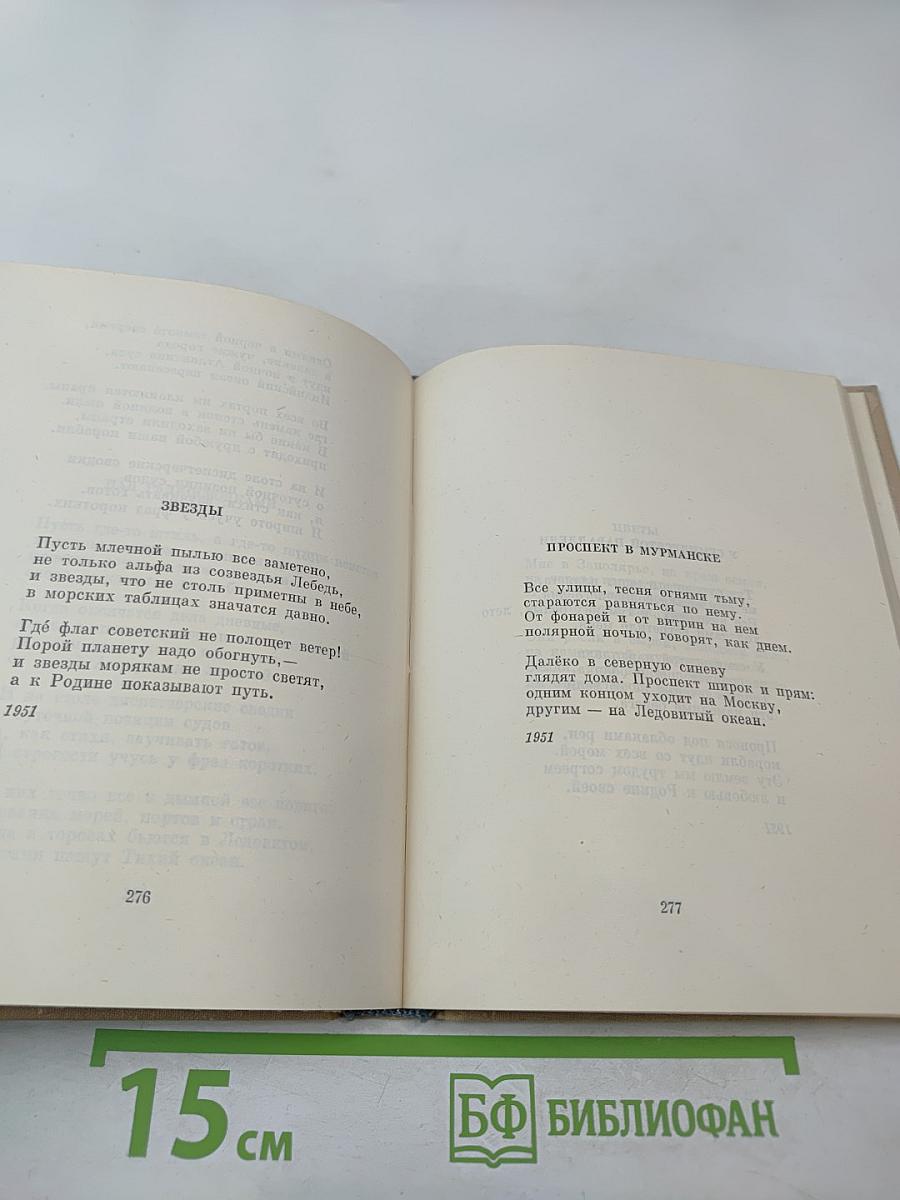 ЗВЕЗДЫ
Пусть млечной пылью все заметено,
не только альфа из созвездья Лебедь,
и звезды, что не столь приметны в небе,
в морских таблицах значатся давно.
Где́ флаг советский не полощет ветер!
Порой планету надо обогнуть,—
и звезды морякам не просто светят,
а к Родине показывают путь.
1951
276
ПРОСПЕКТ В МУРМАНСКЕ
Все улицы, тесня огнями тьму,
стараются равняться по нему.
От фонарей и от витрин на нем
полярной ночью, говорят, как днем.
Далёко в северную синеву
глядят дома. Проспект широк и прям:
одним концом уходит на Москву,
другим — на Ледовитый океан.
1951
277
15 см
БФ БИБЛИОФАН